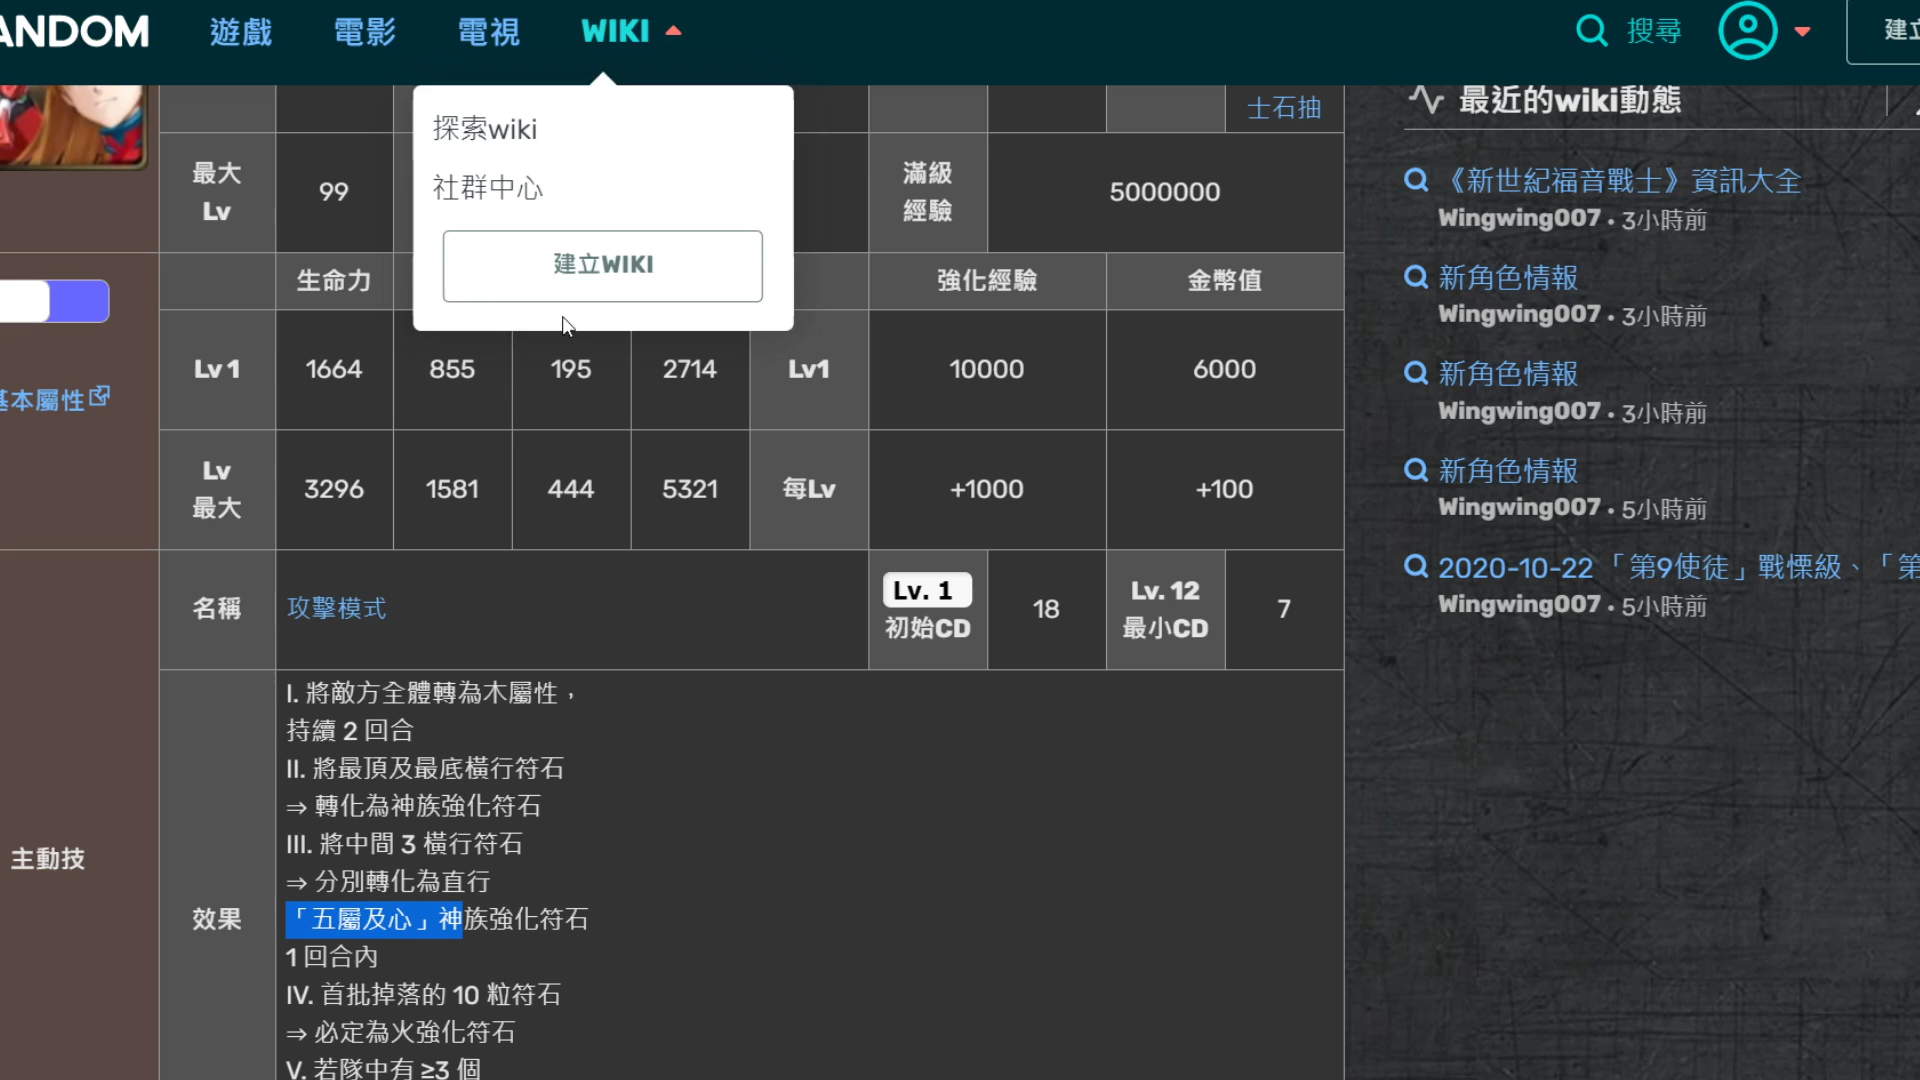 ANDOM 遊戲 電影 電視 WIKI 搜尋
探索wiki
社群中心
建立WIKI
士石抽
最大
Lv
99
滿級
經驗
5000000
生命力 強化經驗 金幣值
Lv 1 1664 855 195 2714 Lv1 10000 6000
Lv
最大
3296 1581 444 5321 每Lv +1000 +100
基本屬性
名稱 攻擊模式
Lv. 1
初始CD
18
Lv. 12
最小CD
7
主動技
效果
I. 將敵方全體轉為木屬性，
持續 2 回合
II. 將最頂及最底橫行符石
⇒ 轉化為神族強化符石
III. 將中間 3 橫行符石
⇒ 分別轉化為直行
「五屬及心」神族強化符石
1 回合內
IV. 首批掉落的 10 粒符石
⇒ 必定為火強化符石
V. 若隊中有 ≥3 個
最近的wiki動態
《新世紀福音戰士》資訊大全
Wingwing007 • 3小時前
新角色情報
Wingwing007 • 3小時前
新角色情報
Wingwing007 • 3小時前
新角色情報
Wingwing007 • 5小時前
2020-10-22 「第9使徒」戰慄級、「第
Wingwing007 • 5小時前